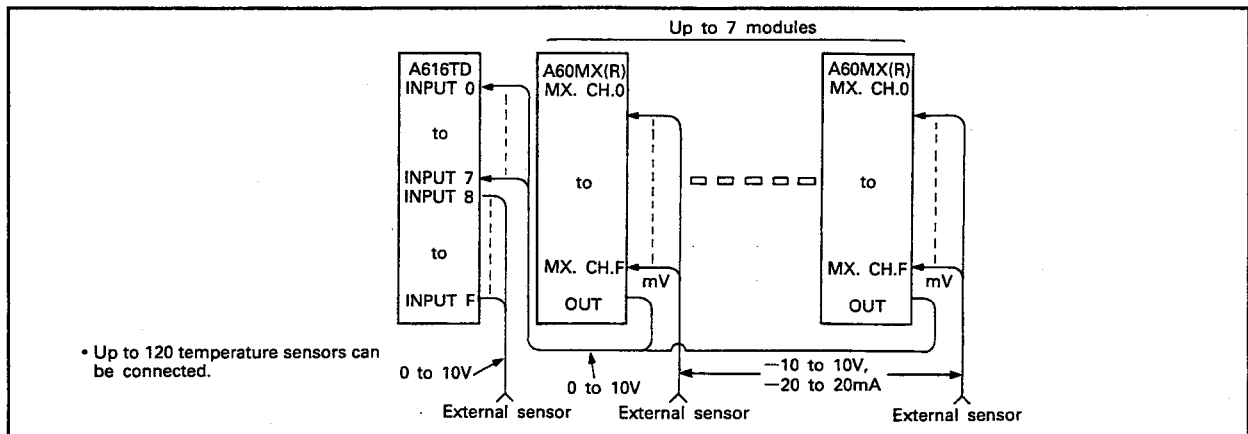 Up to 7 modules
A616TD
INPUT 0
to
INPUT 7
INPUT 8
to
INPUT F
A60MX(R)
MX. CH.0
to
MX. CH.F
OUT
mV
A60MX(R)
MX. CH.0
to
MX. CH.F
OUT
mV
• Up to 120 temperature sensors can
be connected.
0 to 10V
0 to 10V
−10 to 10V,
−20 to 20mA
External sensor
External sensor
External sensor